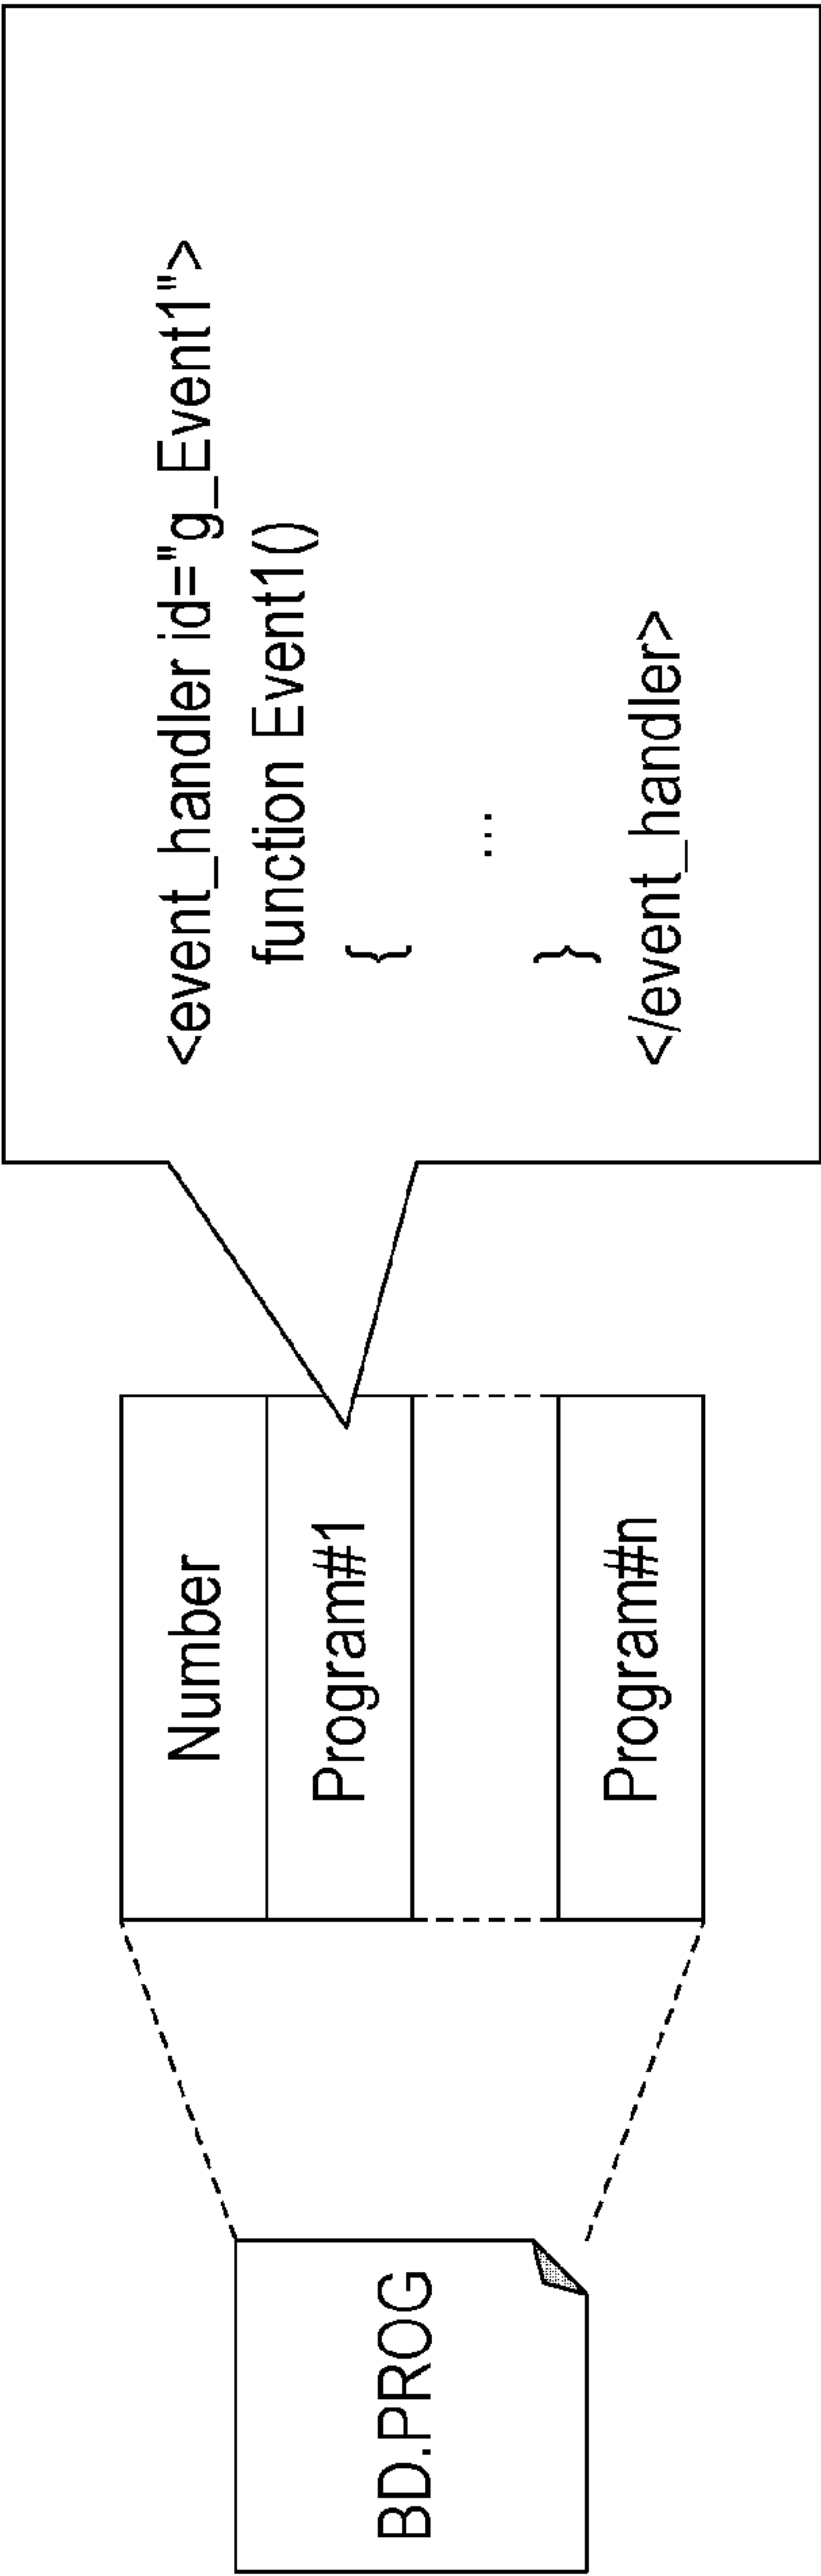 BD.PROG
Number
Program#1
Program#n
<event_handler id="g_Event1">
function Event1()
{
...
}
</event_handler>